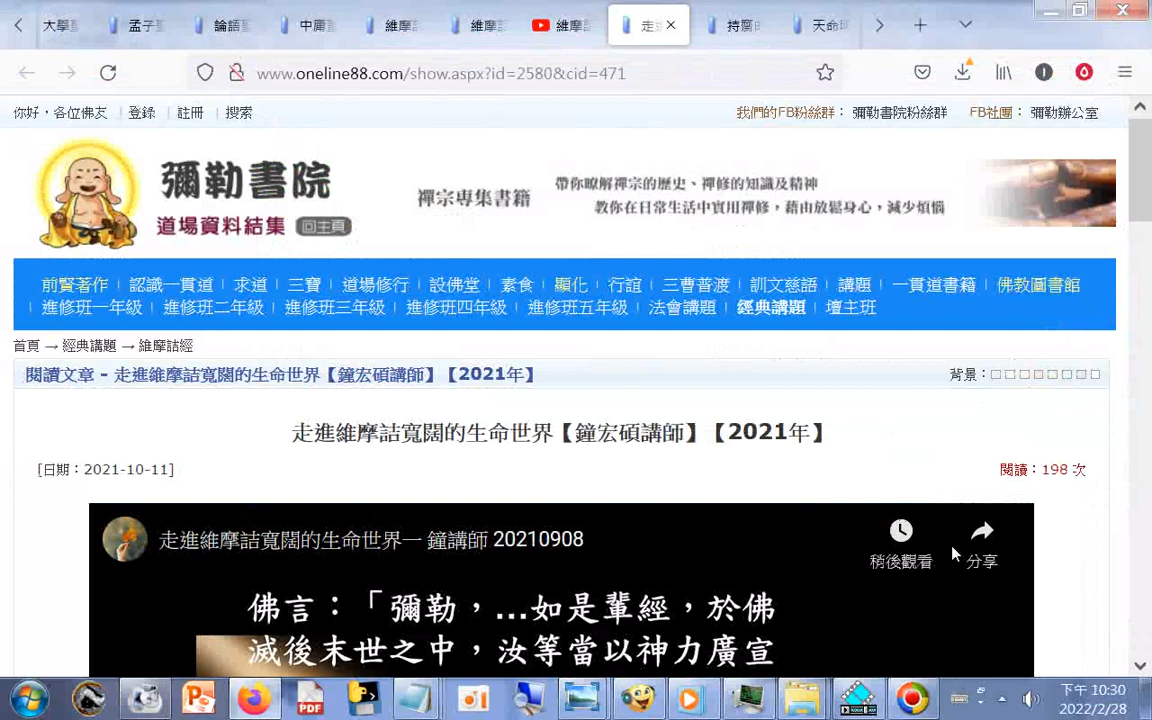 大學
孟子
論語
中庸
維摩
維摩
維摩
走
持齋
天命
www.oneline88.com/show.aspx?id=2580&cid=471
你好，各位佛友 | 登錄 | 註冊 | 搜索
我們的FB粉絲群： 彌勒書院粉絲群 FB社團： 彌勒辦公室
彌勒書院
道場資料結集 回主頁
禪宗專集書籍
帶你瞭解禪宗的歷史、禪修的知識及精神
教你在日常生活中實用禪修，藉由放鬆身心，減少煩惱
前賢著作 | 認識一貫道 | 求道 | 三寶 | 道場修行 | 設佛堂 | 素食 | 顯化 | 行誼 | 三曹普渡 | 訓文慈語 | 講題 | 一貫道書籍 | 佛教圖書館
| 進修班一年級 | 進修班二年級 | 進修班三年級 | 進修班四年級 | 進修班五年級 | 法會講題 | 經典講題 | 壇主班
首頁 → 經典講題 → 維摩詰經
閱讀文章 - 走進維摩詰寬闊的生命世界【鐘宏碩講師】【2021年】
背景：
走進維摩詰寬闊的生命世界【鐘宏碩講師】【2021年】
[日期：2021-10-11]
閱讀：198 次
走進維摩詰寬闊的生命世界一 鐘講師 20210908
稍後觀看
分享
佛言：「彌勒，...如是輩經，於佛
滅後末世之中，汝等當以神力廣宣
PDF
下午 10:30
2022/2/28